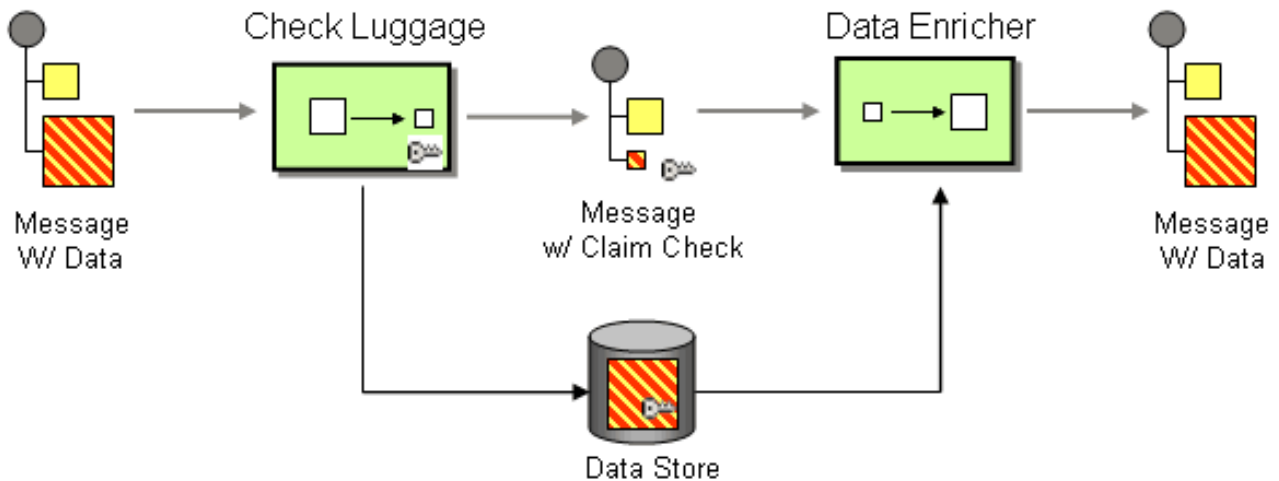 Check Luggage
Data Enricher
Message
W/ Data
Message
w/ Claim Check
Message
W/ Data
Data Store